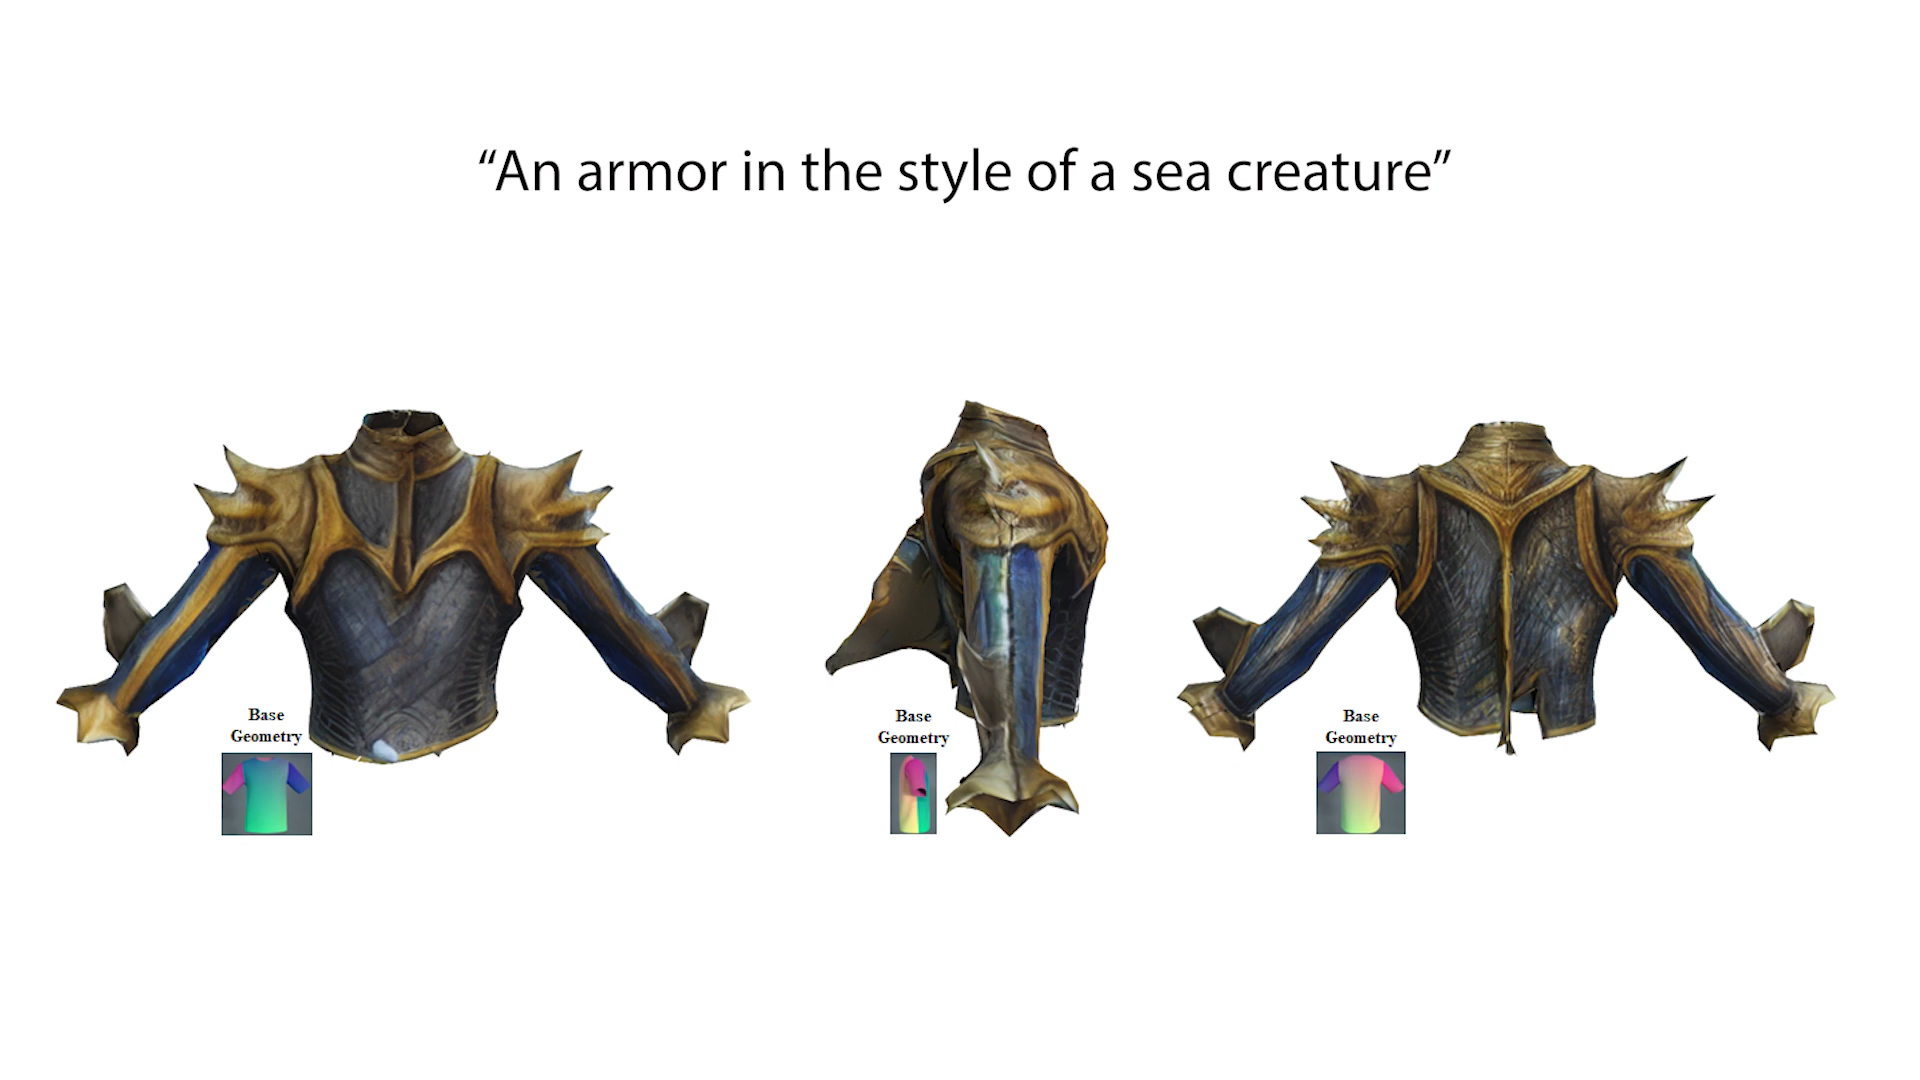 “An armor in the style of a sea creature”
Base
Geometry
Base
Geometry
Base
Geometry